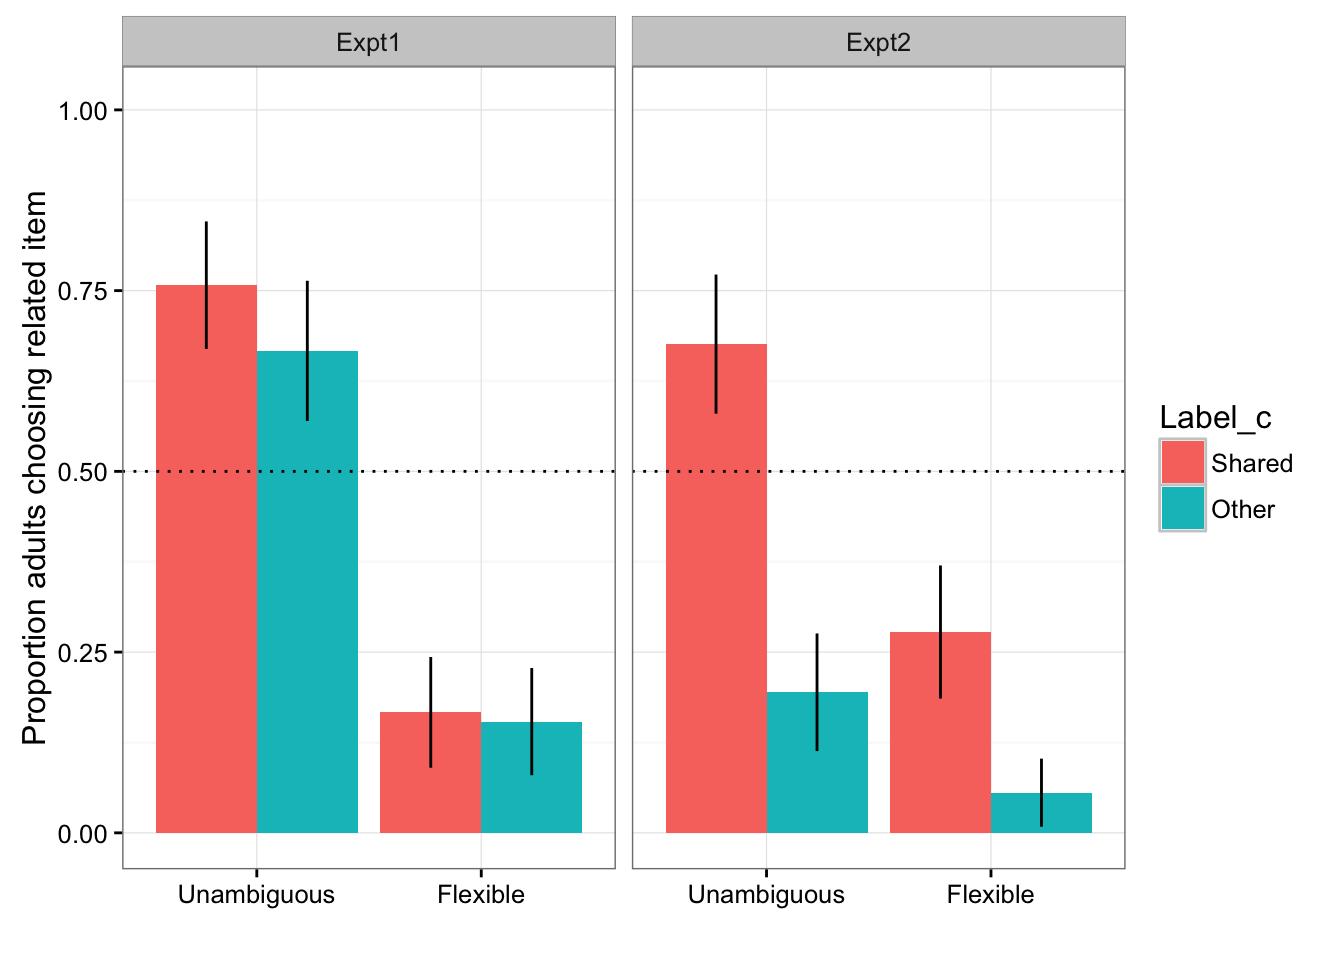 Expt1
Expt2
Proportion adults choosing related item
1.00
0.75
0.50
0.25
0.00
Unambiguous
Flexible
Unambiguous
Flexible
Label_c
Shared
Other